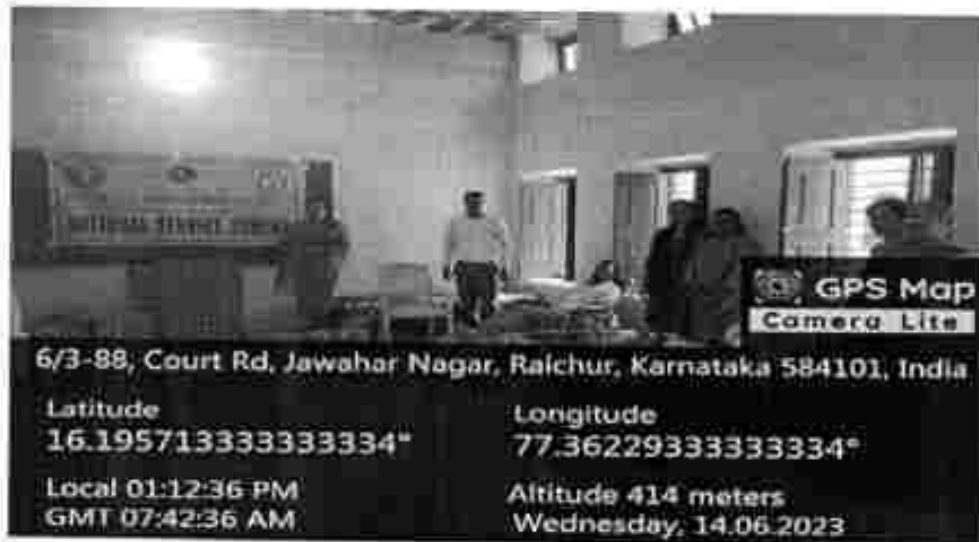 GPS Map
Camera Lite
6/3-88, Court Rd, Jawahar Nagar, Raichur, Karnataka 584101, India
Latitude
16.195713333333334°
Longitude
77.36229333333334°
Local 01:12:36 PM
GMT 07:42:36 AM
Altitude 414 meters
Wednesday, 14.06.2023